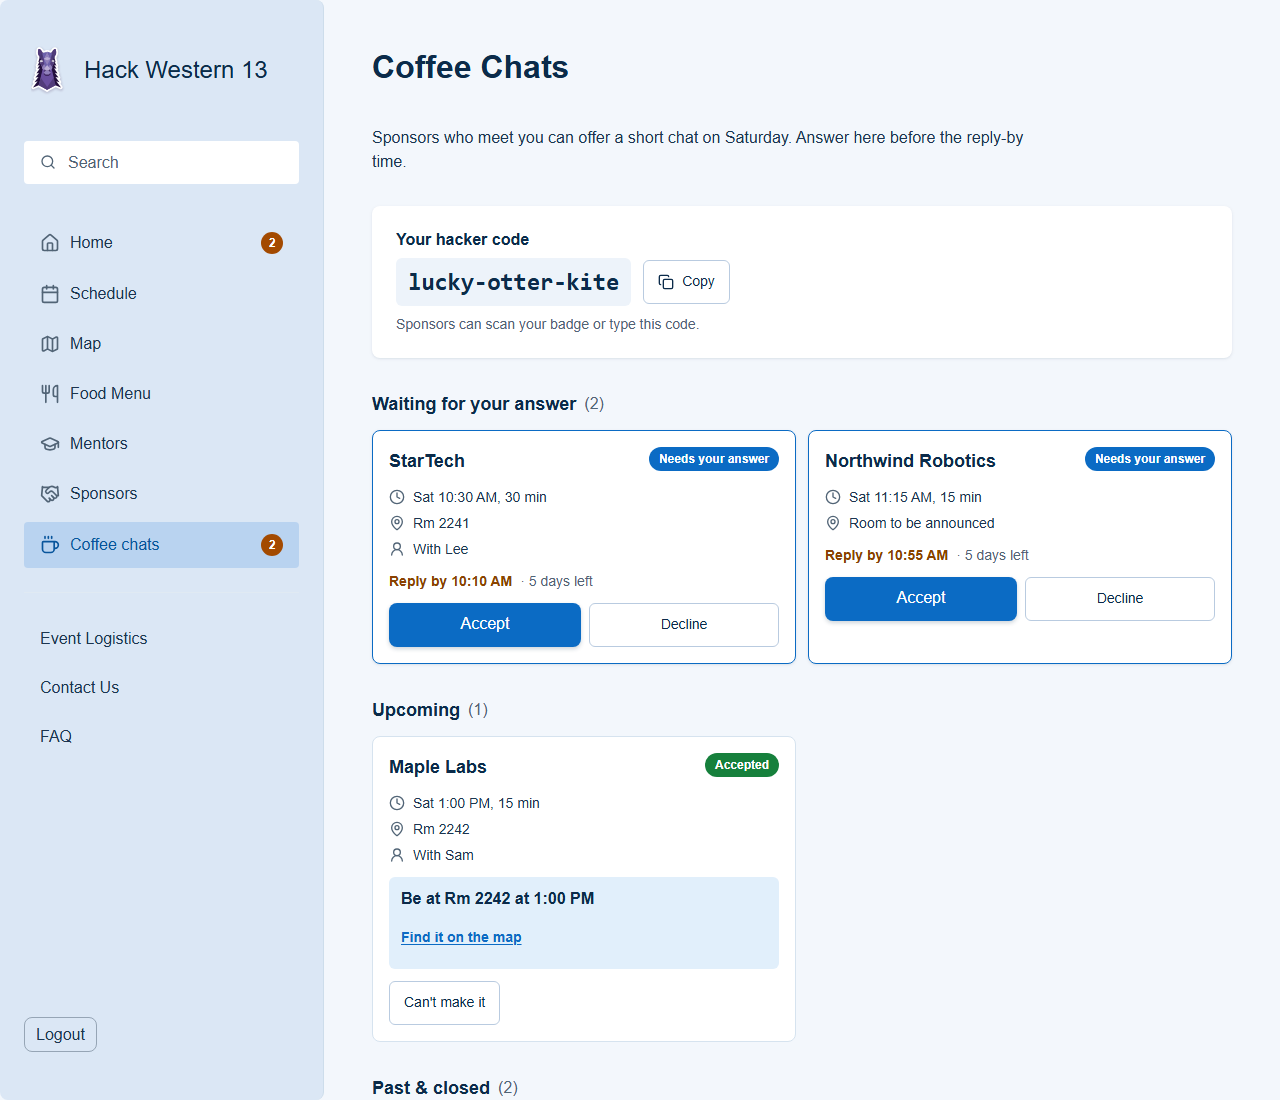 Hack Western 13
Search
Home 2
Schedule
Map
Food Menu
Mentors
Sponsors
Coffee chats 2
Event Logistics
Contact Us
FAQ
Logout
Coffee Chats
Sponsors who meet you can offer a short chat on Saturday. Answer here before the reply-by
time.
Your hacker code
lucky-otter-kite Copy
Sponsors can scan your badge or type this code.
Waiting for your answer (2)
StarTech Needs your answer
Sat 10:30 AM, 30 min
Rm 2241
With Lee
Reply by 10:10 AM · 5 days left
Accept Decline
Northwind Robotics Needs your answer
Sat 11:15 AM, 15 min
Room to be announced
Reply by 10:55 AM · 5 days left
Accept Decline
Upcoming (1)
Maple Labs Accepted
Sat 1:00 PM, 15 min
Rm 2242
With Sam
Be at Rm 2242 at 1:00 PM
Find it on the map
Can't make it
Past & closed (2)